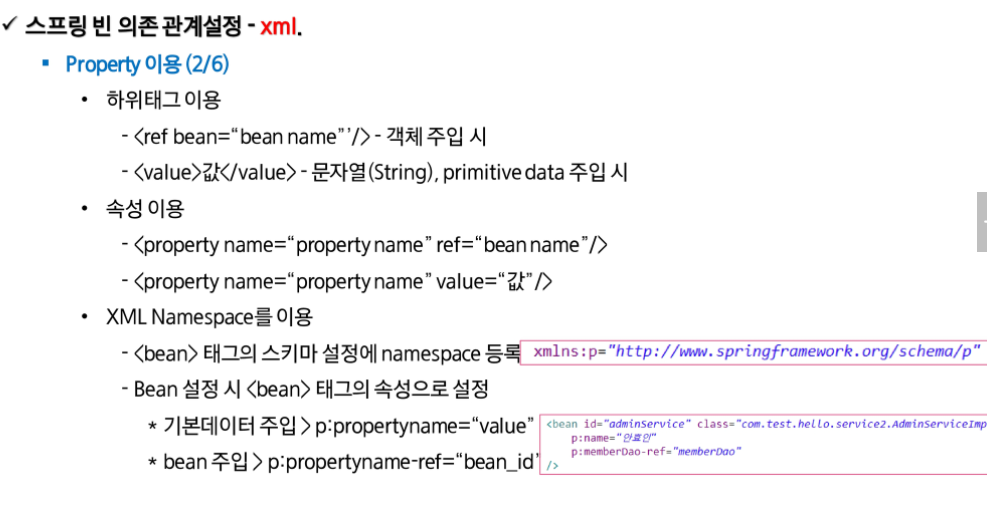 ✓ 스프링 빈 의존 관계설정 - xml.
▪ Property 이용 (2/6)
• 하위태그 이용
- <ref bean=“bean name”’/> - 객체 주입 시
- <value>값</value> - 문자열(String), primitive data 주입 시
• 속성 이용
- <property name=“property name” ref=“bean name”/>
- <property name=“property name” value=“값”/>
• XML Namespace를 이용
- <bean> 태그의 스키마 설정에 namespace 등록 xmlns:p="http://www.springframework.org/schema/p"
- Bean 설정 시 <bean> 태그의 속성으로 설정
* 기본데이터 주입 > p:propertyname=“value”
* bean 주입 > p:propertyname-ref=“bean_id’
<bean id="adminService" class="com.test.hello.service2.AdminServiceImp
p:name="안효인"
p:memberDao-ref="memberDao"
/>